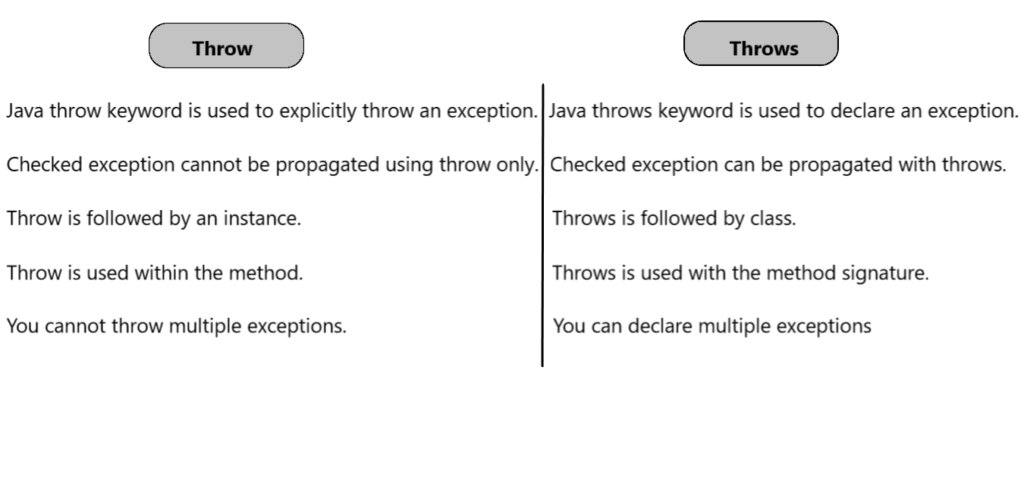 Throw
Throws
Java throw keyword is used to explicitly throw an exception.
Java throws keyword is used to declare an exception.
Checked exception cannot be propagated using throw only.
Checked exception can be propagated with throws.
Throw is followed by an instance.
Throws is followed by class.
Throw is used within the method.
Throws is used with the method signature.
You cannot throw multiple exceptions.
You can declare multiple exceptions